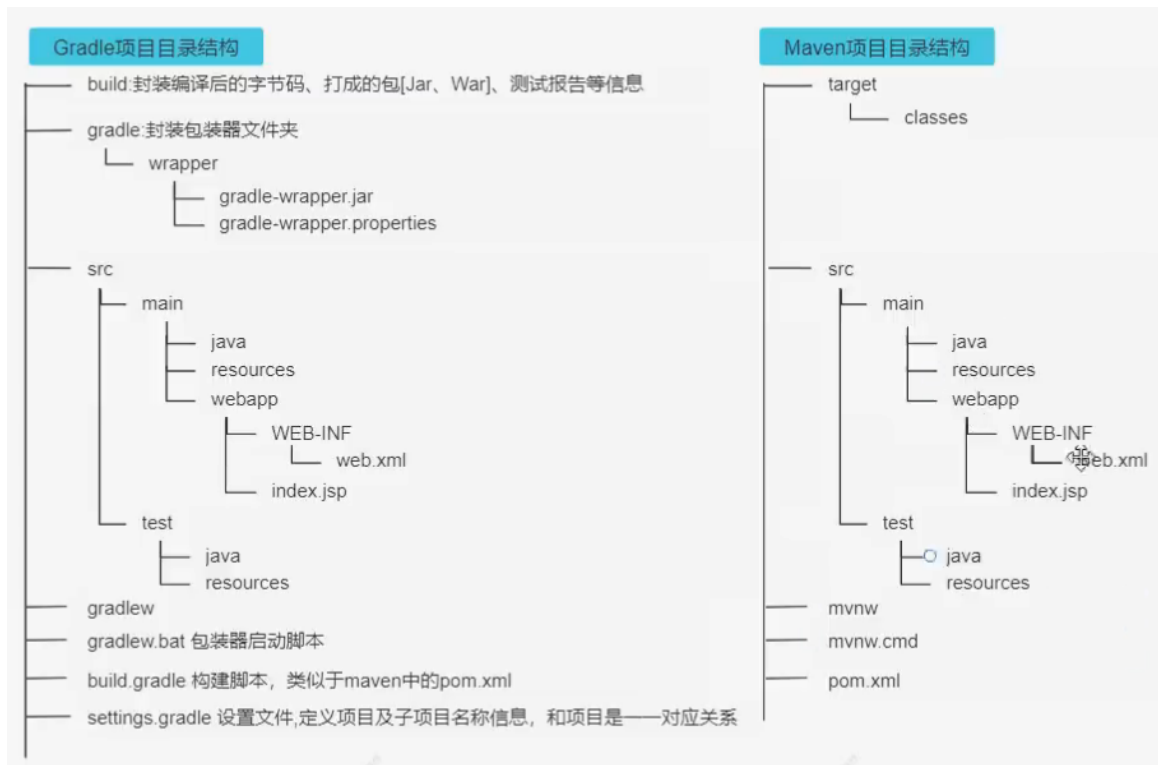 Gradle项目目录结构
build:封装编译后的字节码、打成的包[Jar、War]、测试报告等信息
gradle:封装包装器文件夹
wrapper
gradle-wrapper.jar
gradle-wrapper.properties
src
main
java
resources
webapp
WEB-INF
web.xml
index.jsp
test
java
resources
gradlew
gradlew.bat 包装器启动脚本
build.gradle 构建脚本，类似于maven中的pom.xml
settings.gradle 设置文件,定义项目及子项目名称信息，和项目是一一对应关系
Maven项目目录结构
target
classes
src
main
java
resources
webapp
WEB-INF
web.xml
index.jsp
test
java
resources
mvnw
mvnw.cmd
pom.xml